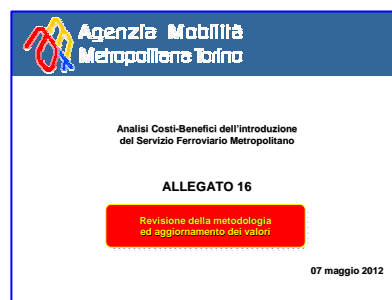 Agenzia Mobilità
Metropolitana Torino
Analisi Costi-Benefici dell'introduzione
del Servizio Ferroviario Metropolitano
ALLEGATO 16
Revisione della metodologia
ed aggiornamento dei valori
07 maggio 2012